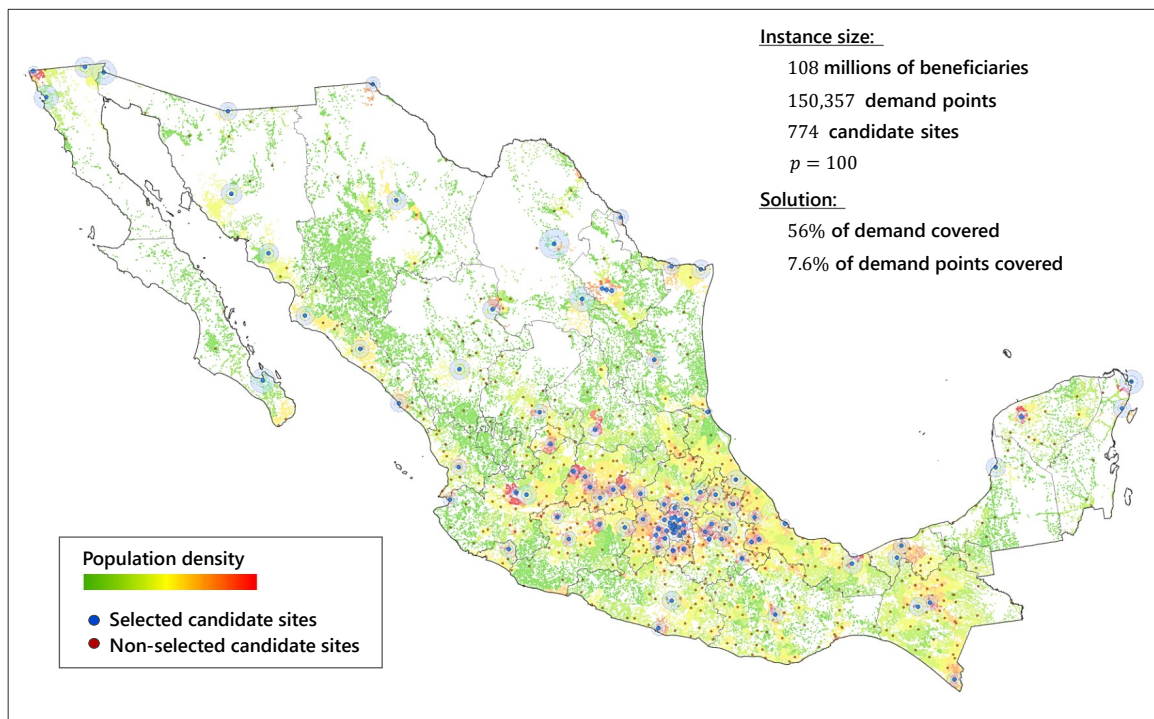 Instance size:
108 millions of beneficiaries
150,357 demand points
774 candidate sites
p = 100
Solution:
56% of demand covered
7.6% of demand points covered
Population density
Selected candidate sites
Non-selected candidate sites